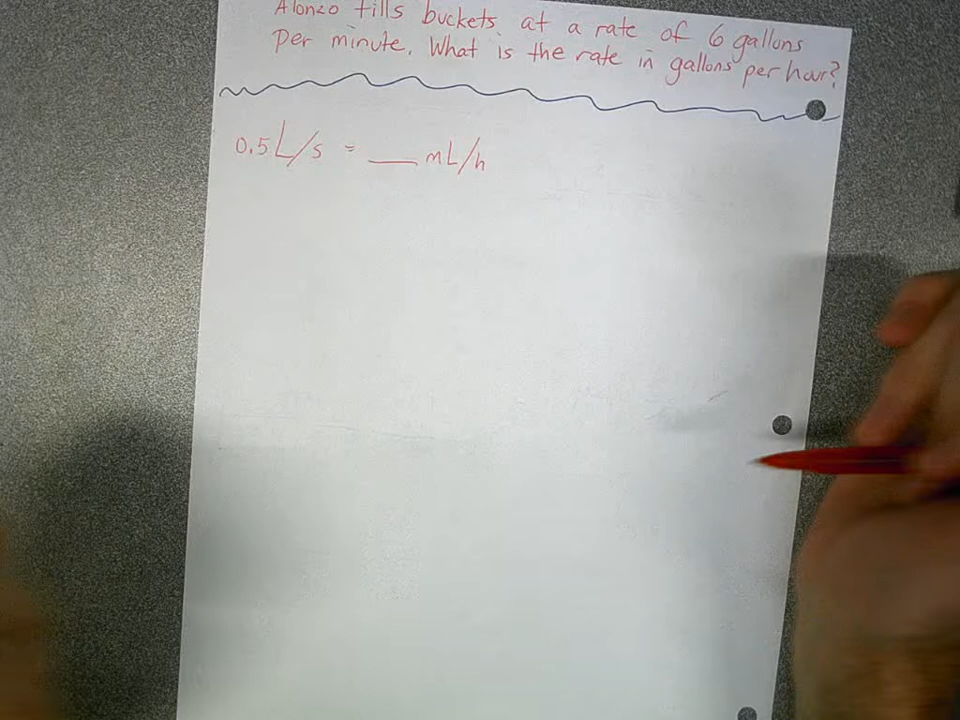 Alonzo fills buckets at a rate of 6 gallons
per minute. What is the rate in gallons per hour?
0.5 L/s = ___ mL/h